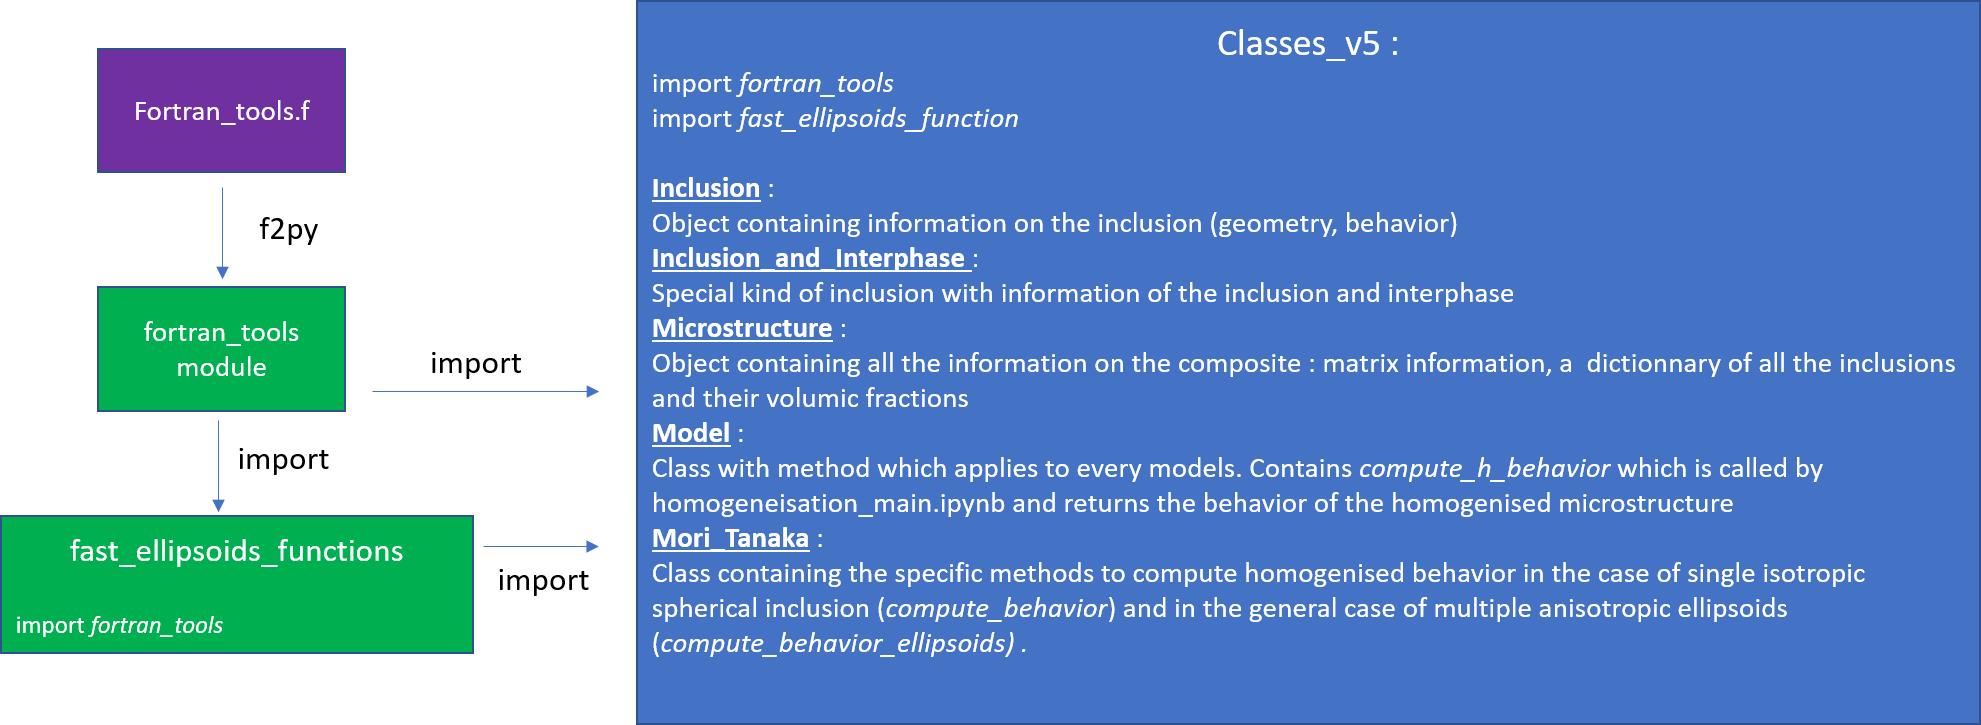 Fortran_tools.f
f2py
fortran_tools
module
import
import
fast_ellipsoids_functions
import fortran_tools
import
Classes_v5 :
import fortran_tools
import fast_ellipsoids_function
Inclusion :
Object containing information on the inclusion (geometry, behavior)
Inclusion_and_Interphase :
Special kind of inclusion with information of the inclusion and interphase
Microstructure :
Object containing all the information on the composite : matrix information, a  dictionnary of all the inclusions
and their volumic fractions
Model :
Class with method which applies to every models. Contains compute_h_behavior which is called by
homogeneisation_main.ipynb and returns the behavior of the homogenised microstructure
Mori_Tanaka :
Class containing the specific methods to compute homogenised behavior in the case of single isotropic
spherical inclusion (compute_behavior) and in the general case of multiple anisotropic ellipsoids
(compute_behavior_ellipsoids) .